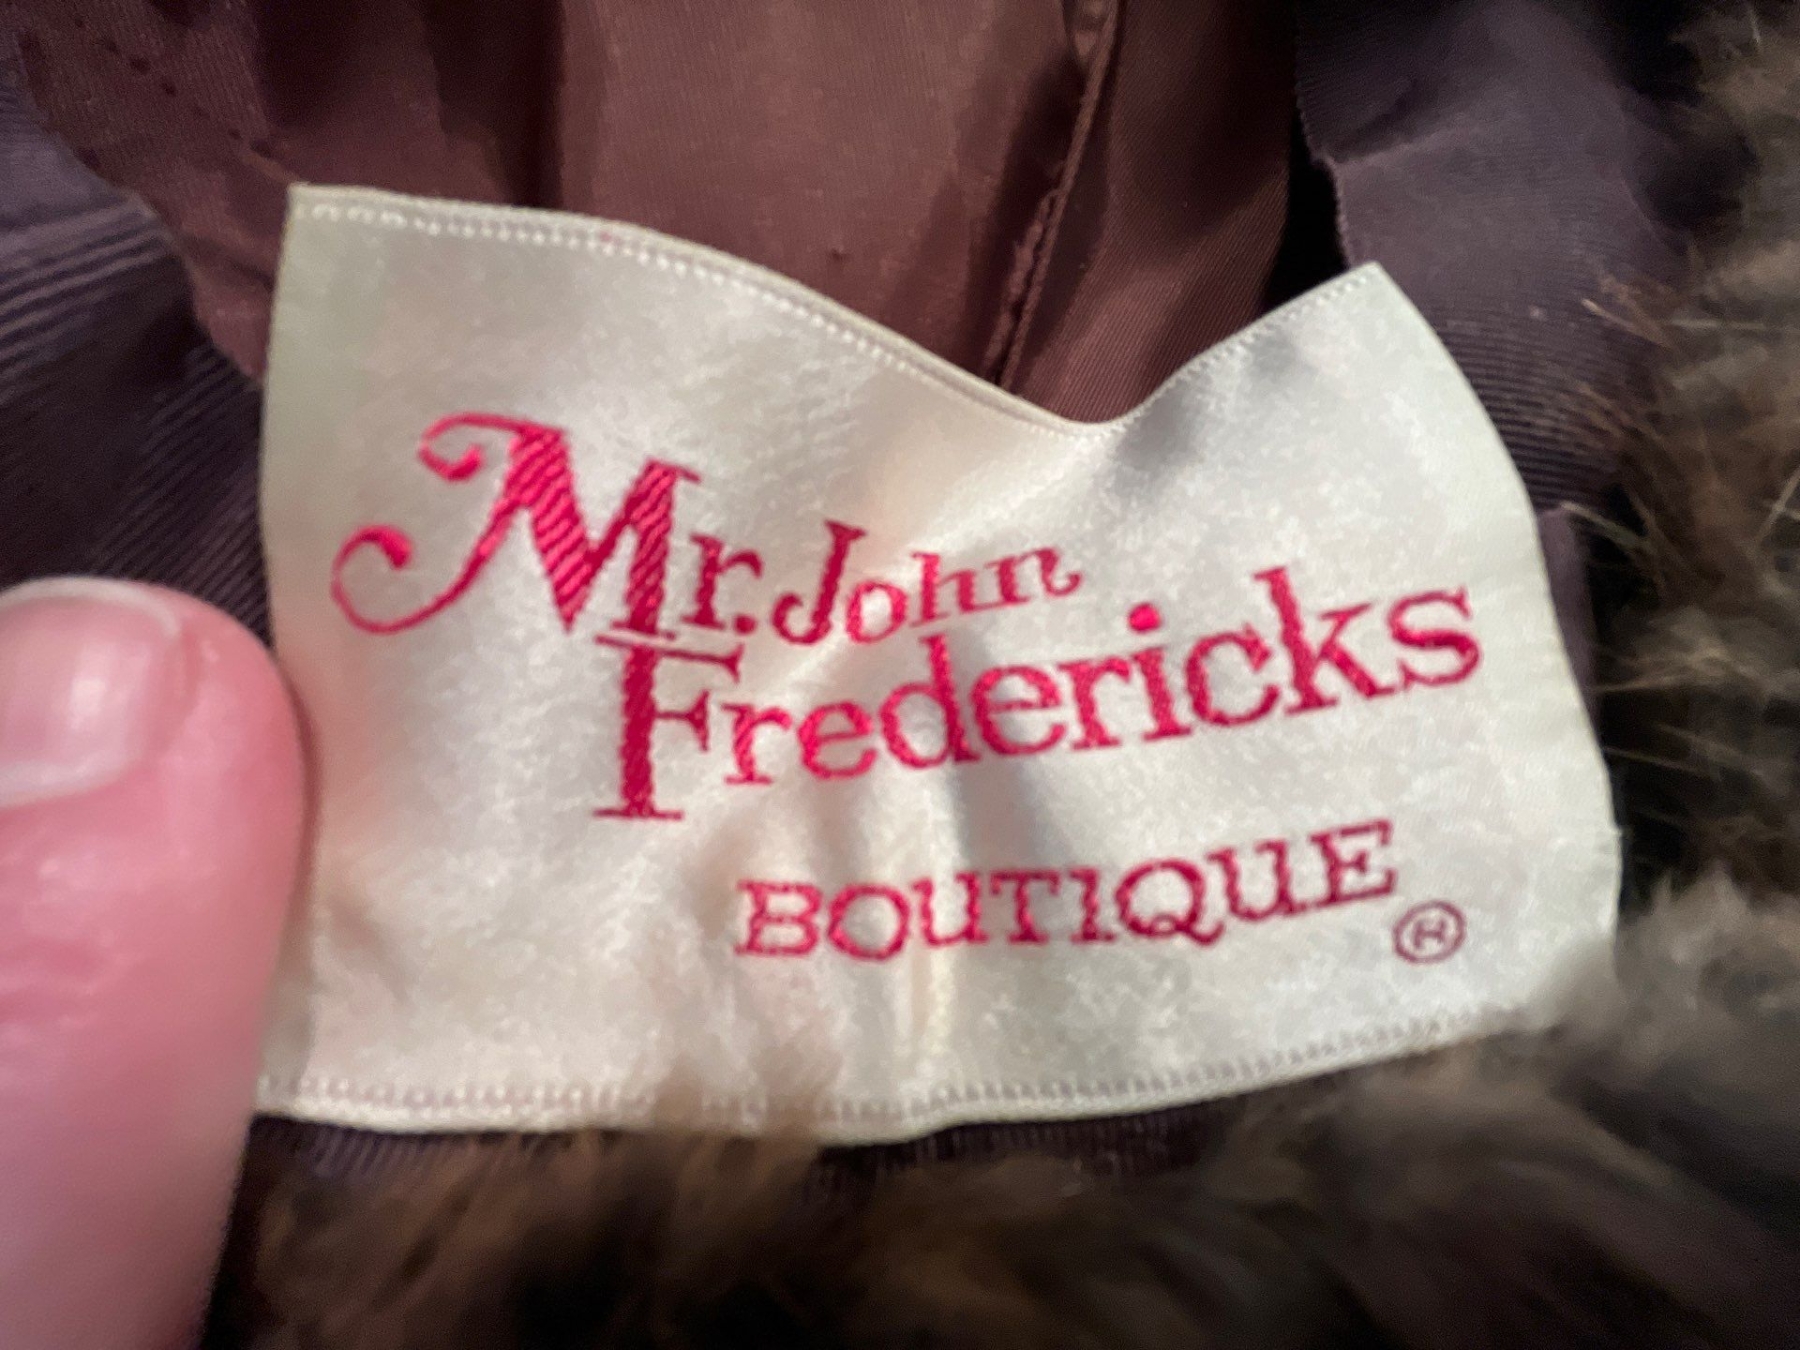 Mr. John
Fredericks
BOUTIQUE
®